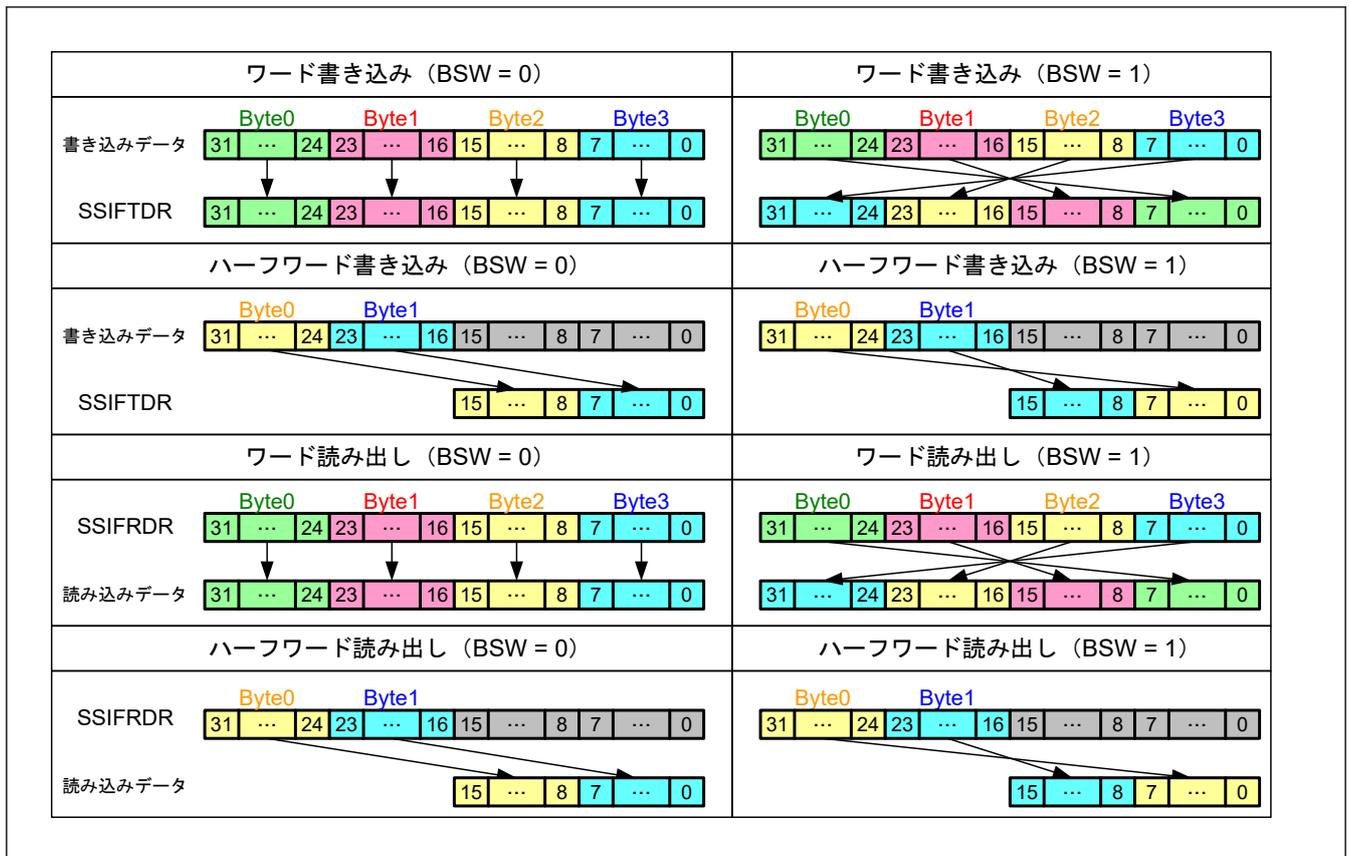 ワード書き込み（BSW = 0） ワード書き込み（BSW = 1）
Byte0 Byte1 Byte2 Byte3 Byte0 Byte1 Byte2 Byte3
書き込みデータ 31 … 24 23 … 16 15 … 8 7 … 0 31 … 24 23 … 16 15 … 8 7 … 0
SSIFTDR 31 … 24 23 … 16 15 … 8 7 … 0 31 … 24 23 … 16 15 … 8 7 … 0
ハーフワード書き込み（BSW = 0） ハーフワード書き込み（BSW = 1）
Byte0 Byte1 Byte0 Byte1
書き込みデータ 31 … 24 23 … 16 15 … 8 7 … 0 31 … 24 23 … 16 15 … 8 7 … 0
SSIFTDR 15 … 8 7 … 0 15 … 8 7 … 0
ワード読み出し（BSW = 0） ワード読み出し（BSW = 1）
Byte0 Byte1 Byte2 Byte3 Byte0 Byte1 Byte2 Byte3
SSIFRDR 31 … 24 23 … 16 15 … 8 7 … 0 31 … 24 23 … 16 15 … 8 7 … 0
読み込みデータ 31 … 24 23 … 16 15 … 8 7 … 0 31 … 24 23 … 16 15 … 8 7 … 0
ハーフワード読み出し（BSW = 0） ハーフワード読み出し（BSW = 1）
Byte0 Byte1 Byte0 Byte1
SSIFRDR 31 … 24 23 … 16 15 … 8 7 … 0 31 … 24 23 … 16 15 … 8 7 … 0
読み込みデータ 15 … 8 7 … 0 15 … 8 7 … 0